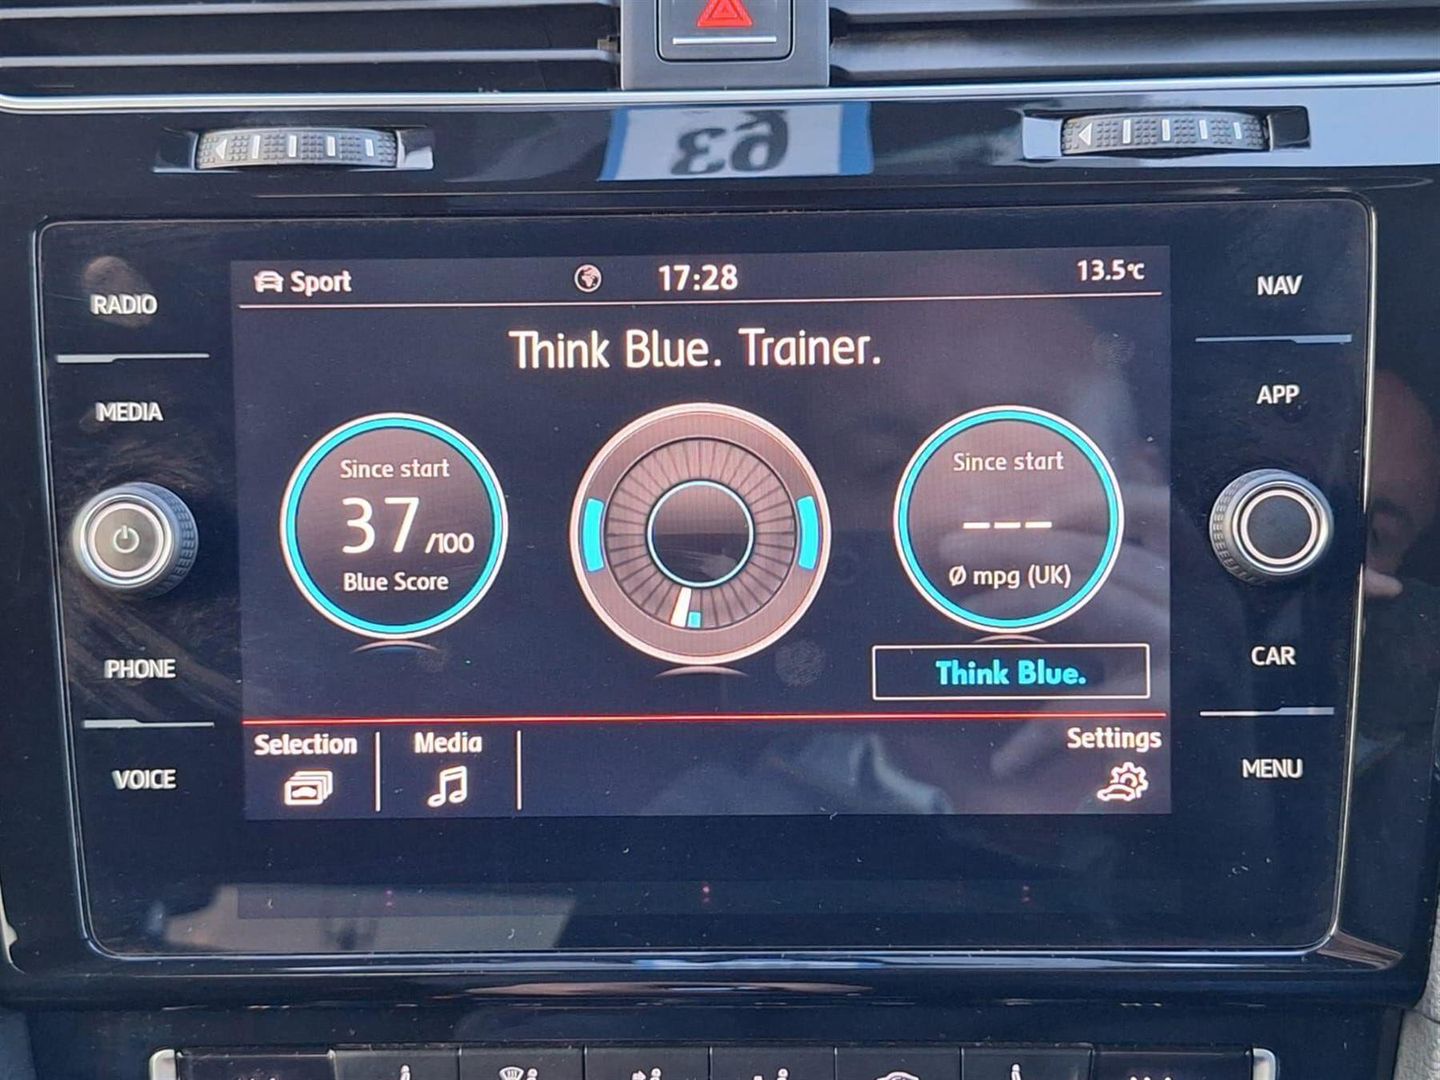 63
RADIO
MEDIA
PHONE
VOICE
Sport
17:28
13.5°C
Think Blue. Trainer.
Since start
37/100
Blue Score
Since start
---
Ø mpg (UK)
Think Blue.
Selection
Media
Settings
NAV
APP
CAR
MENU